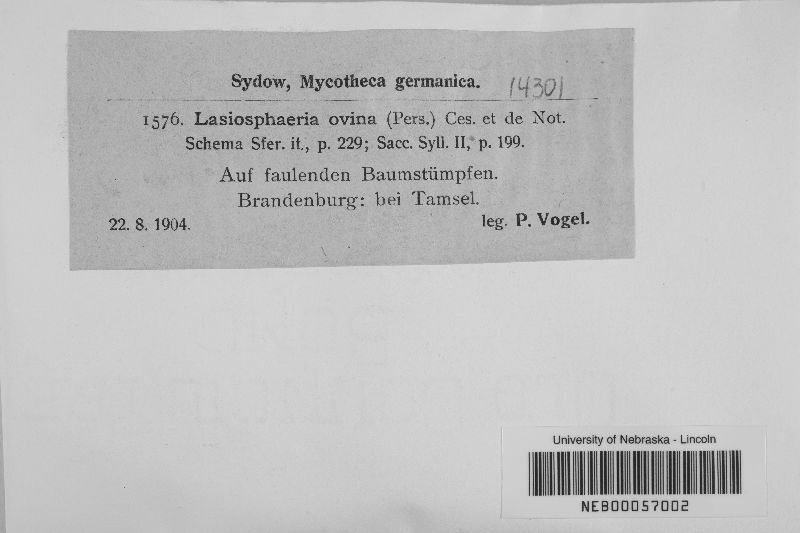 Sydow, Mycotheca germanica. 14301
1576. Lasiosphaeria ovina (Pers.) Ces. et de Not.
Schema Sfer. it., p. 229; Sacc. Syll. II, p. 199.
Auf faulenden Baumstümpfen.
Brandenburg: bei Tamsel.
22. 8. 1904. leg. P. Vogel.
University of Nebraska - Lincoln
NEB00057002